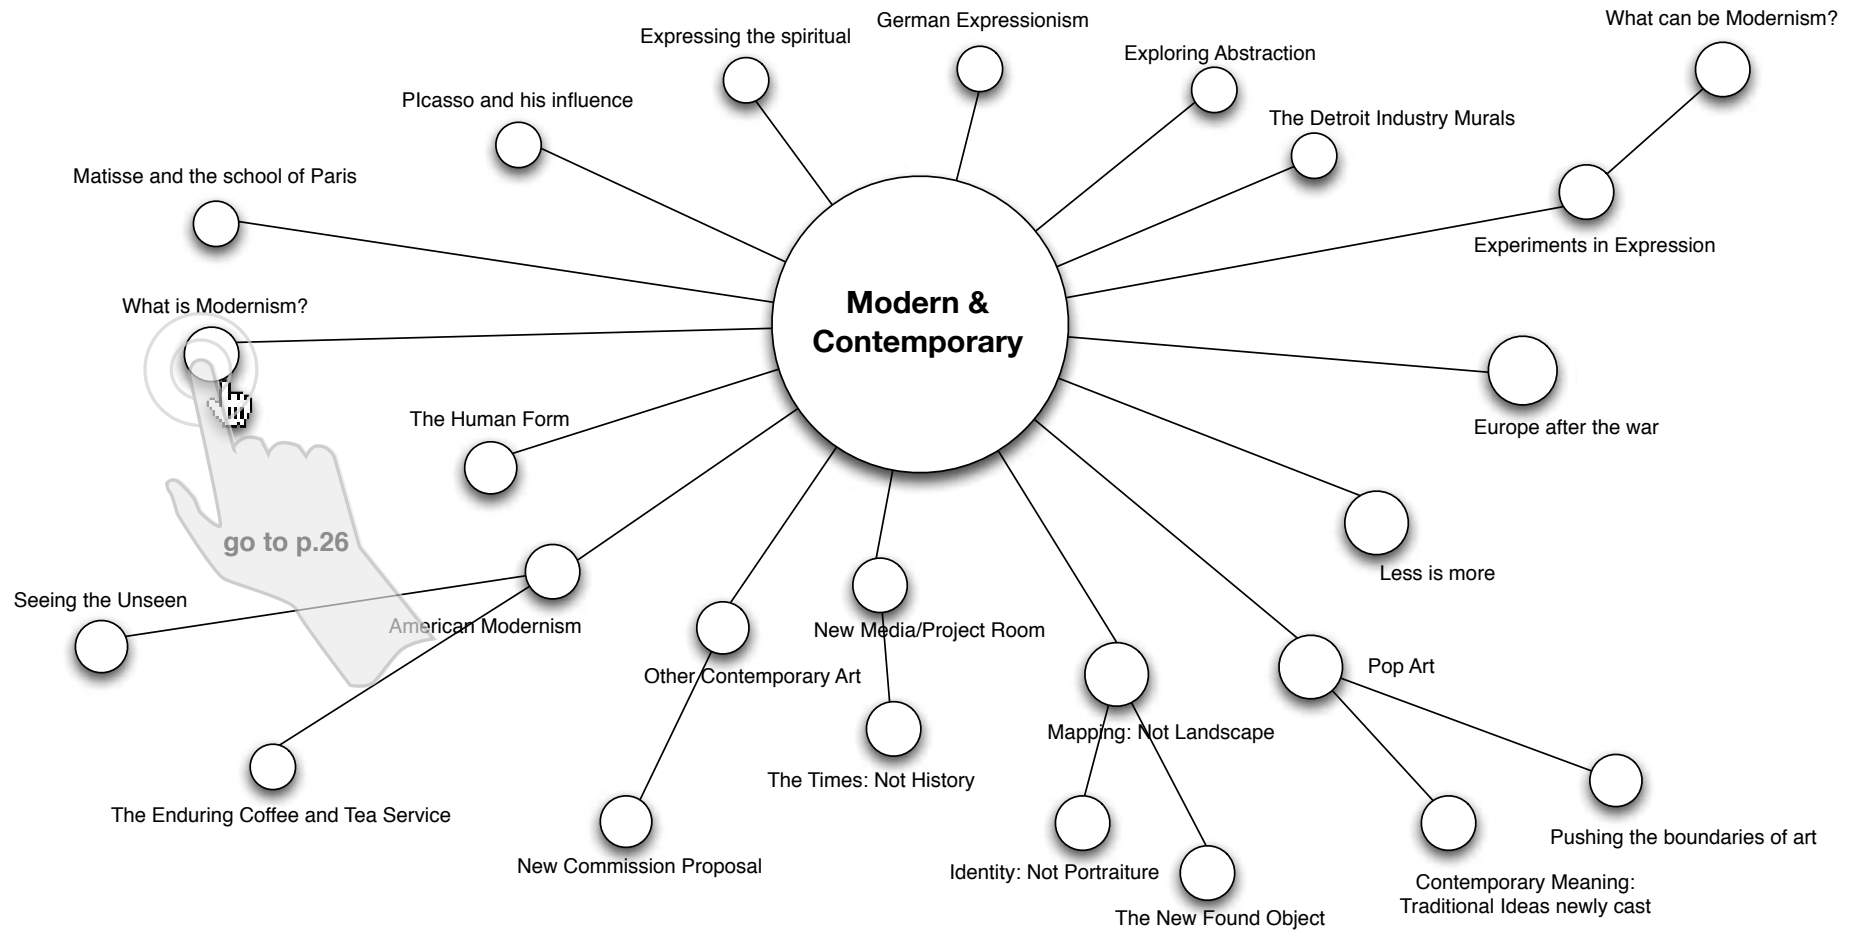 What can be Modernism?
German Expressionism
Expressing the spiritual
Exploring Abstraction
PIcasso and his influence
The Detroit Industry Murals
Matisse and the school of Paris
Experiments in Expression
What is Modernism?
Modern &
Contemporary
The Human Form
Europe after the war
go to p.26
Less is more
Seeing the Unseen
American Modernism
New Media/Project Room
Other Contemporary Art
Pop Art
Mapping: Not Landscape
The Times: Not History
The Enduring Coffee and Tea Service
Pushing the boundaries of art
New Commission Proposal
Identity: Not Portraiture
Contemporary Meaning:
Traditional Ideas newly cast
The New Found Object